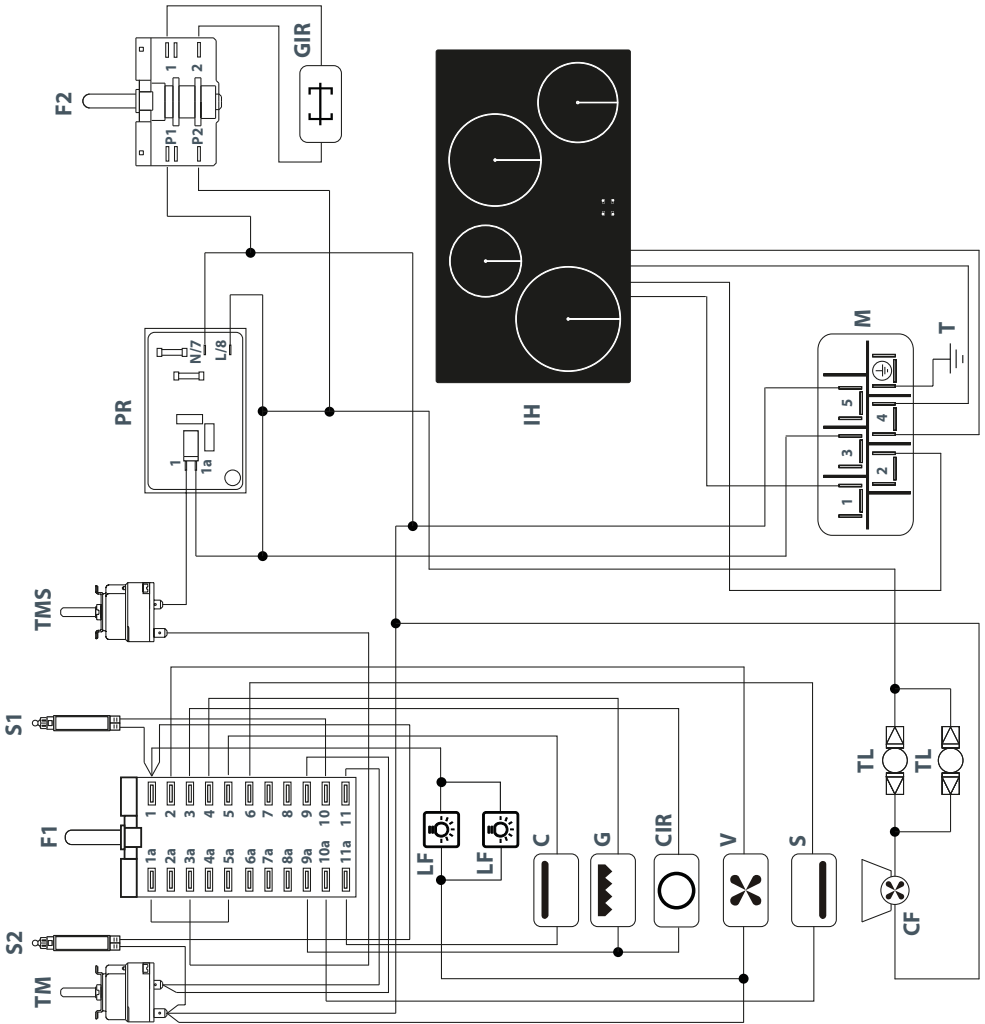 F2
GIR
P1
1
P2
2
PR
N/7
L/8
1
1a
IH
M
T
1
3
5
2
4
TMS
S1
F1
1a
1
2a
2
3a
3
4a
4
5a
5
6a
6
7a
7
8a
8
9a
9
10a
10
11a
11
S2
TM
LF
LF
C
G
CIR
V
S
TL
TL
CF